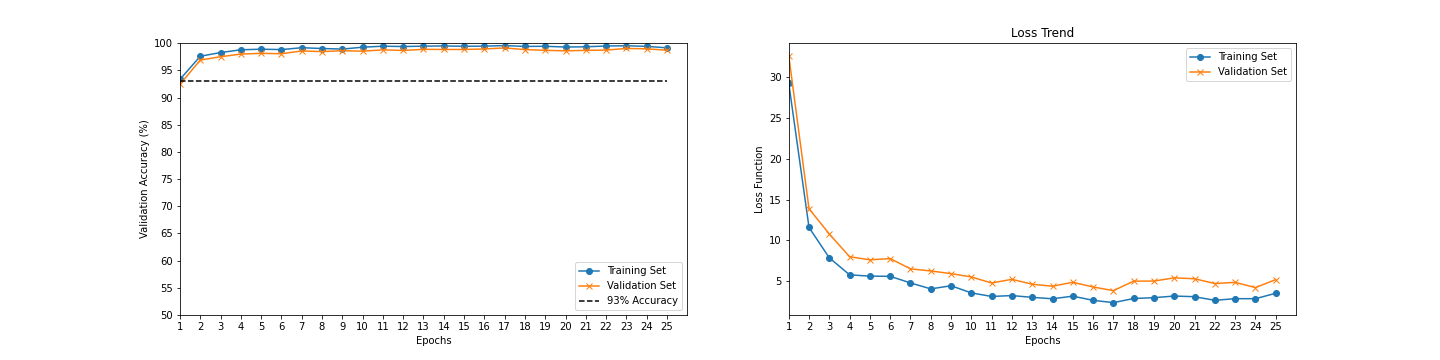 100
95
90
85
80
75
70
65
60
55
50
Validation Accuracy (%)
Training Set
Validation Set
93% Accuracy
1 2 3 4 5 6 7 8 9 10 11 12 13 14 15 16 17 18 19 20 21 22 23 24 25
Epochs
Loss Trend
30
25
20
15
10
5
Loss Function
Training Set
Validation Set
1 2 3 4 5 6 7 8 9 10 11 12 13 14 15 16 17 18 19 20 21 22 23 24 25
Epochs